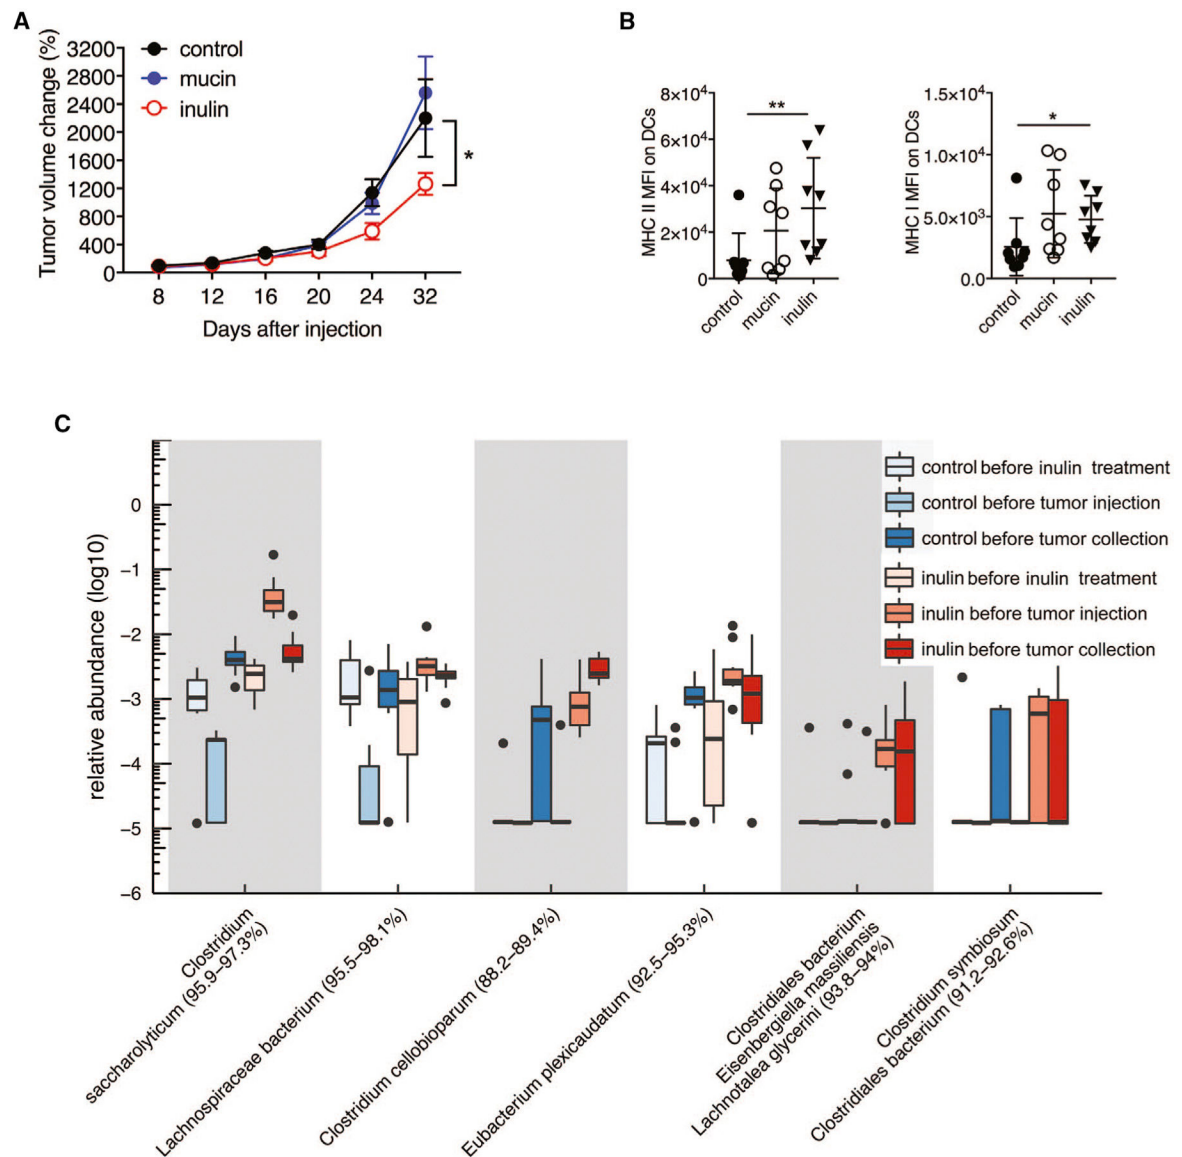 A
Tumor volume change (%)
3200
2800
2400
2000
1600
1200
800
400
0
control
mucin
inulin
*
8 12 16 20 24 32
Days after injection
B
MHC II MFI on DCs
8×10⁴
6×10⁴
4×10⁴
2×10⁴
0
**
control mucin inulin
MHC I MFI on DCs
1.5×10⁴
1.0×10⁴
5.0×10³
0.0
*
control mucin inulin
C
relative abundance (log10)
0
−1
−2
−3
−4
−5
−6
control before inulin treatment
control before tumor injection
control before tumor collection
inulin before inulin treatment
inulin before tumor injection
inulin before tumor collection
Clostridium
saccharolyticum (95.9–97.3%)
Lachnospiraceae bacterium (95.5–98.1%)
Clostridium cellobioparum (88.2–89.4%)
Eubacterium plexicaudatum (92.5–95.3%)
Clostridiales bacterium
Eisenbergiella massiliensis
Lachnotalea glycerini (93.8–94%)
Clostridium symbiosum
Clostridiales bacterium (91.2–92.6%)